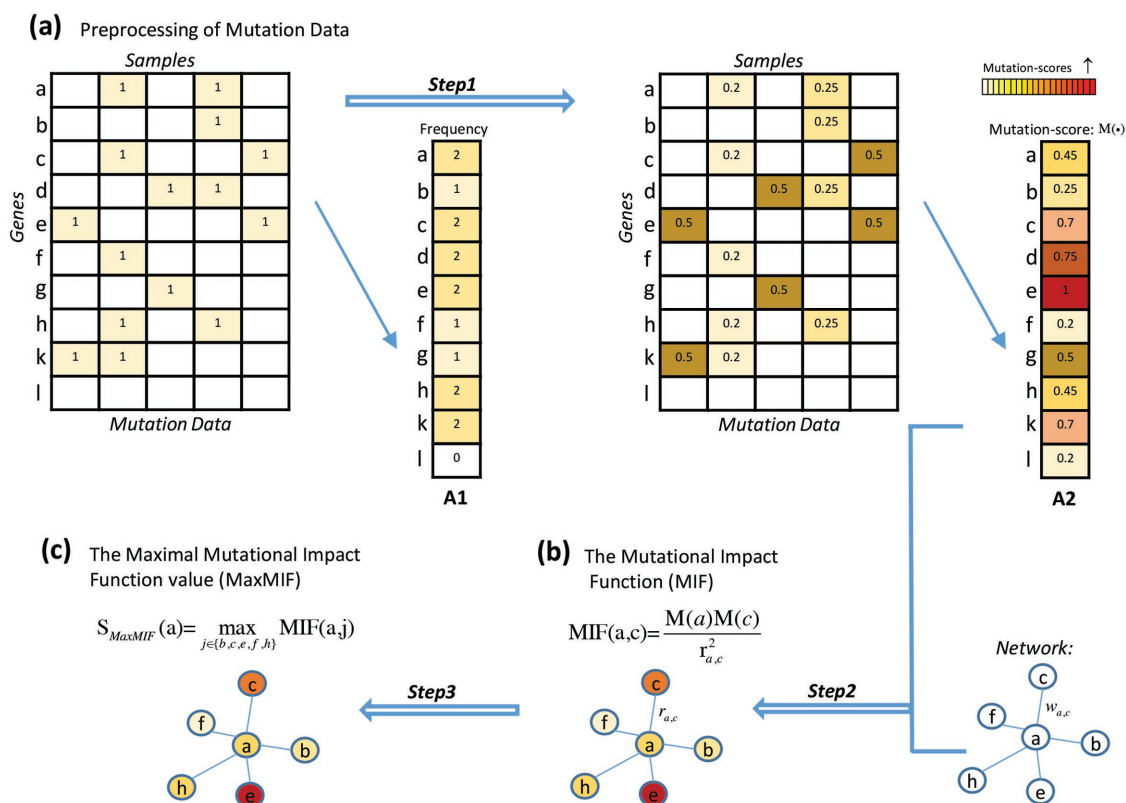 (a) Preprocessing of Mutation Data
Samples
Genes
a 1 1
b 1
c 1 1
d 1 1
e 1 1
f 1
g 1
h 1 1
k 1 1
l
Mutation Data
Step1
Frequency
a 2
b 1
c 2
d 2
e 2
f 1
g 1
h 2
k 2
l 0
A1
Samples
Genes
a 0.2 0.25
b 0.25
c 0.2 0.5
d 0.5 0.25
e 0.5 0.5
f 0.2
g 0.5
h 0.2 0.25
k 0.5 0.2
l
Mutation Data
Mutation-scores ↑
Mutation-score: M(•)
a 0.45
b 0.25
c 0.7
d 0.75
e 1
f 0.2
g 0.5
h 0.45
k 0.7
l 0.2
A2
(c) The Maximal Mutational Impact
Function value (MaxMIF)
S_MaxMIF (a)= max_{j∈{b,c,e,f,h}} MIF(a,j)
c
f
a
b
h
e
Step3
(b) The Mutational Impact
Function (MIF)
MIF(a,c)= M(a)M(c) / r²_{a,c}
c
r_{a,c}
f
a
b
h
e
Step2
Network:
c
w_{a,c}
f
a
b
h
e